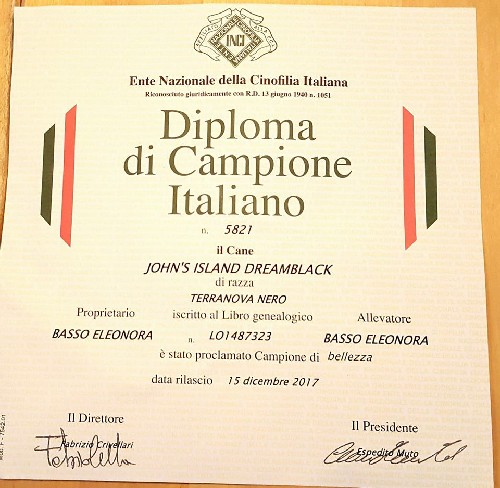 ENCI
Ente Nazionale della Cinofilia Italiana
Riconosciuto giuridicamente con R.D. 13 giugno 1940 n. 1051
Diploma
di Campione
Italiano
n. 5821
il Cane
JOHN'S ISLAND DREAMBLACK
di razza
TERRANOVA NERO
Proprietario iscritto al Libro genealogico Allevatore
BASSO ELEONORA n. LO1487323 BASSO ELEONORA
è stato proclamato Campione di bellezza
data rilascio 15 dicembre 2017
Il Direttore Il Presidente
Fabrizio Crivellari Espedito Muto